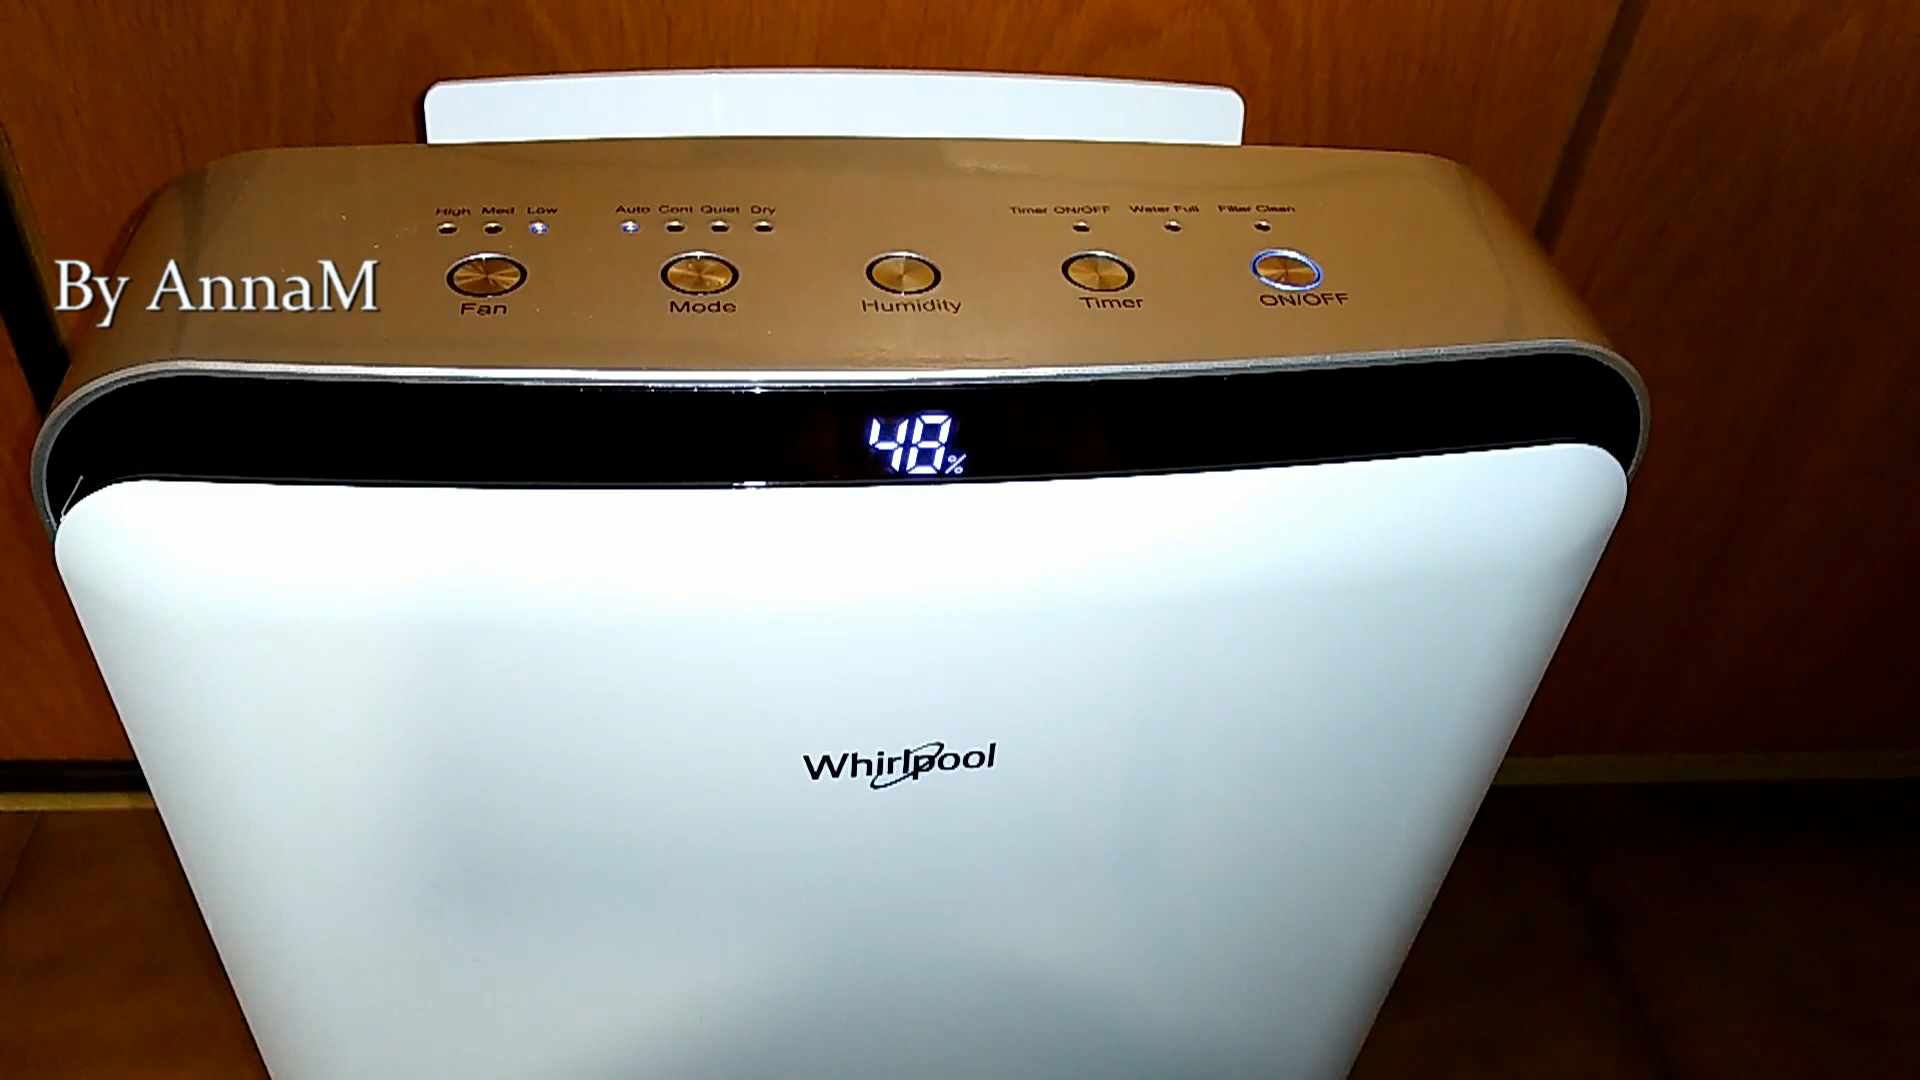 High Med Low Auto Cont Quiet Dry Timer ON/OFF Water Full Filter Clean
By AnnaM
Fan Mode Humidity Timer ON/OFF
48%
Whirlpool